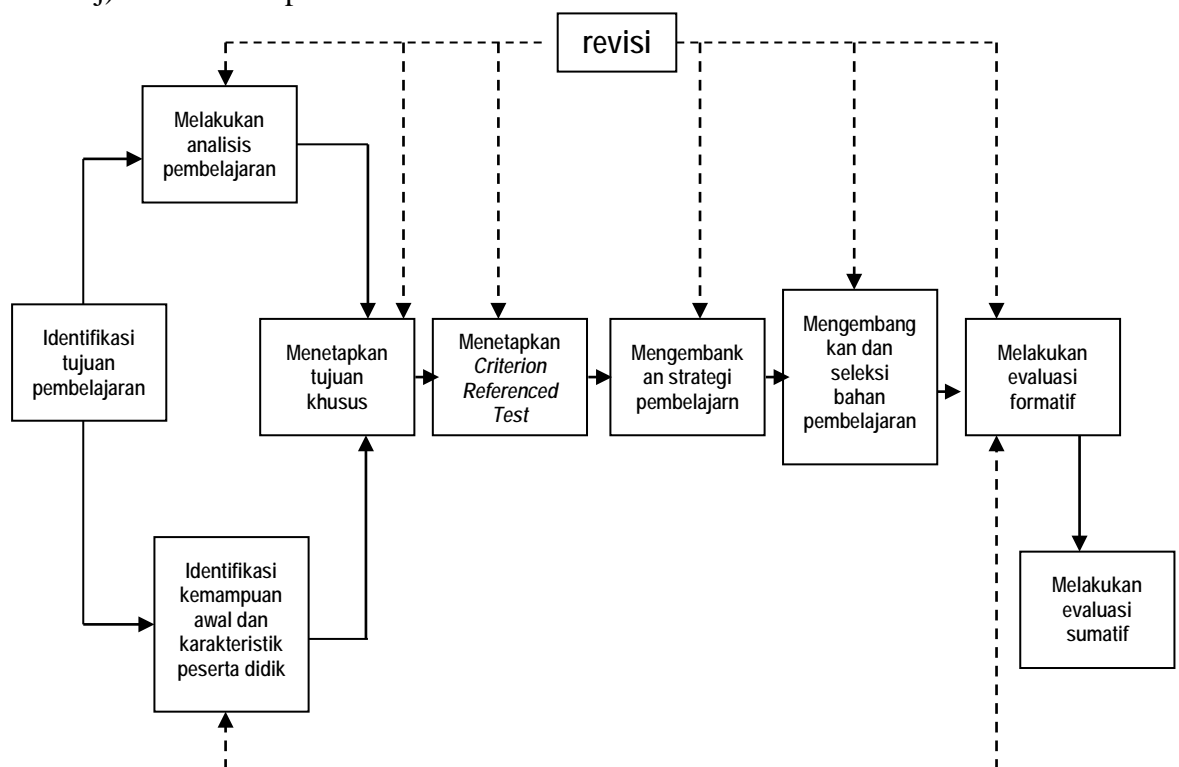 revisi
Melakukan
analisis
pembelajaran
Identifikasi
tujuan
pembelajaran
Menetapkan
tujuan
khusus
Menetapkan
Criterion
Referenced
Test
Mengembank
an strategi
pembelajarn
Mengembang
kan dan
seleksi
bahan
pembelajaran
Melakukan
evaluasi
formatif
Identifikasi
kemampuan
awal dan
karakteristik
peserta didik
Melakukan
evaluasi
sumatif